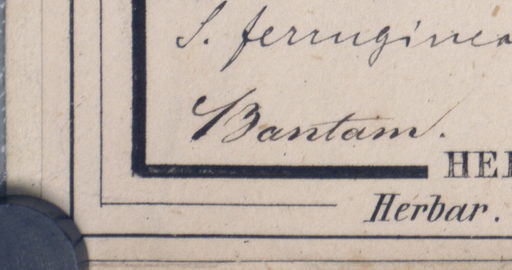 S. ferruginea
Bantam.
HE
Herbar.